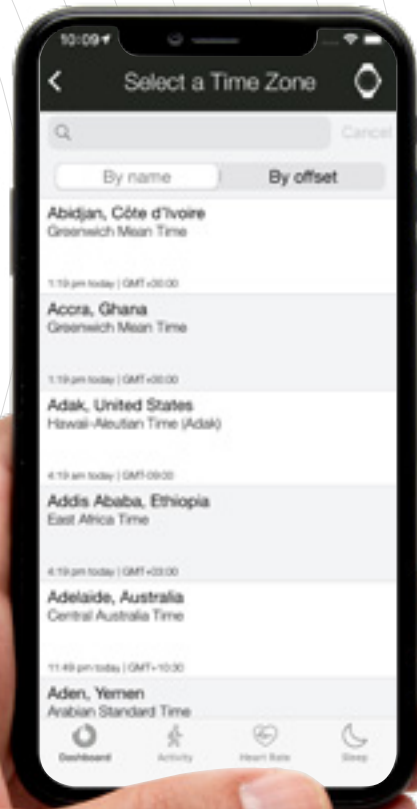 10:09
Select a Time Zone
Cancel
By name
By offset
Abidjan, Côte d'Ivoire
Greenwich Mean Time
1:19 pm today | GMT+00:00
Accra, Ghana
Greenwich Mean Time
1:19 pm today | GMT+00:00
Adak, United States
Hawaii-Aleutian Time (Adak)
4:19 am today | GMT-09:00
Addis Ababa, Ethiopia
East Africa Time
4:19 pm today | GMT+03:00
Adelaide, Australia
Central Australia Time
11:49 pm today | GMT+10:30
Aden, Yemen
Arabian Standard Time
Dashboard
Activity
Heart Rate
Sleep